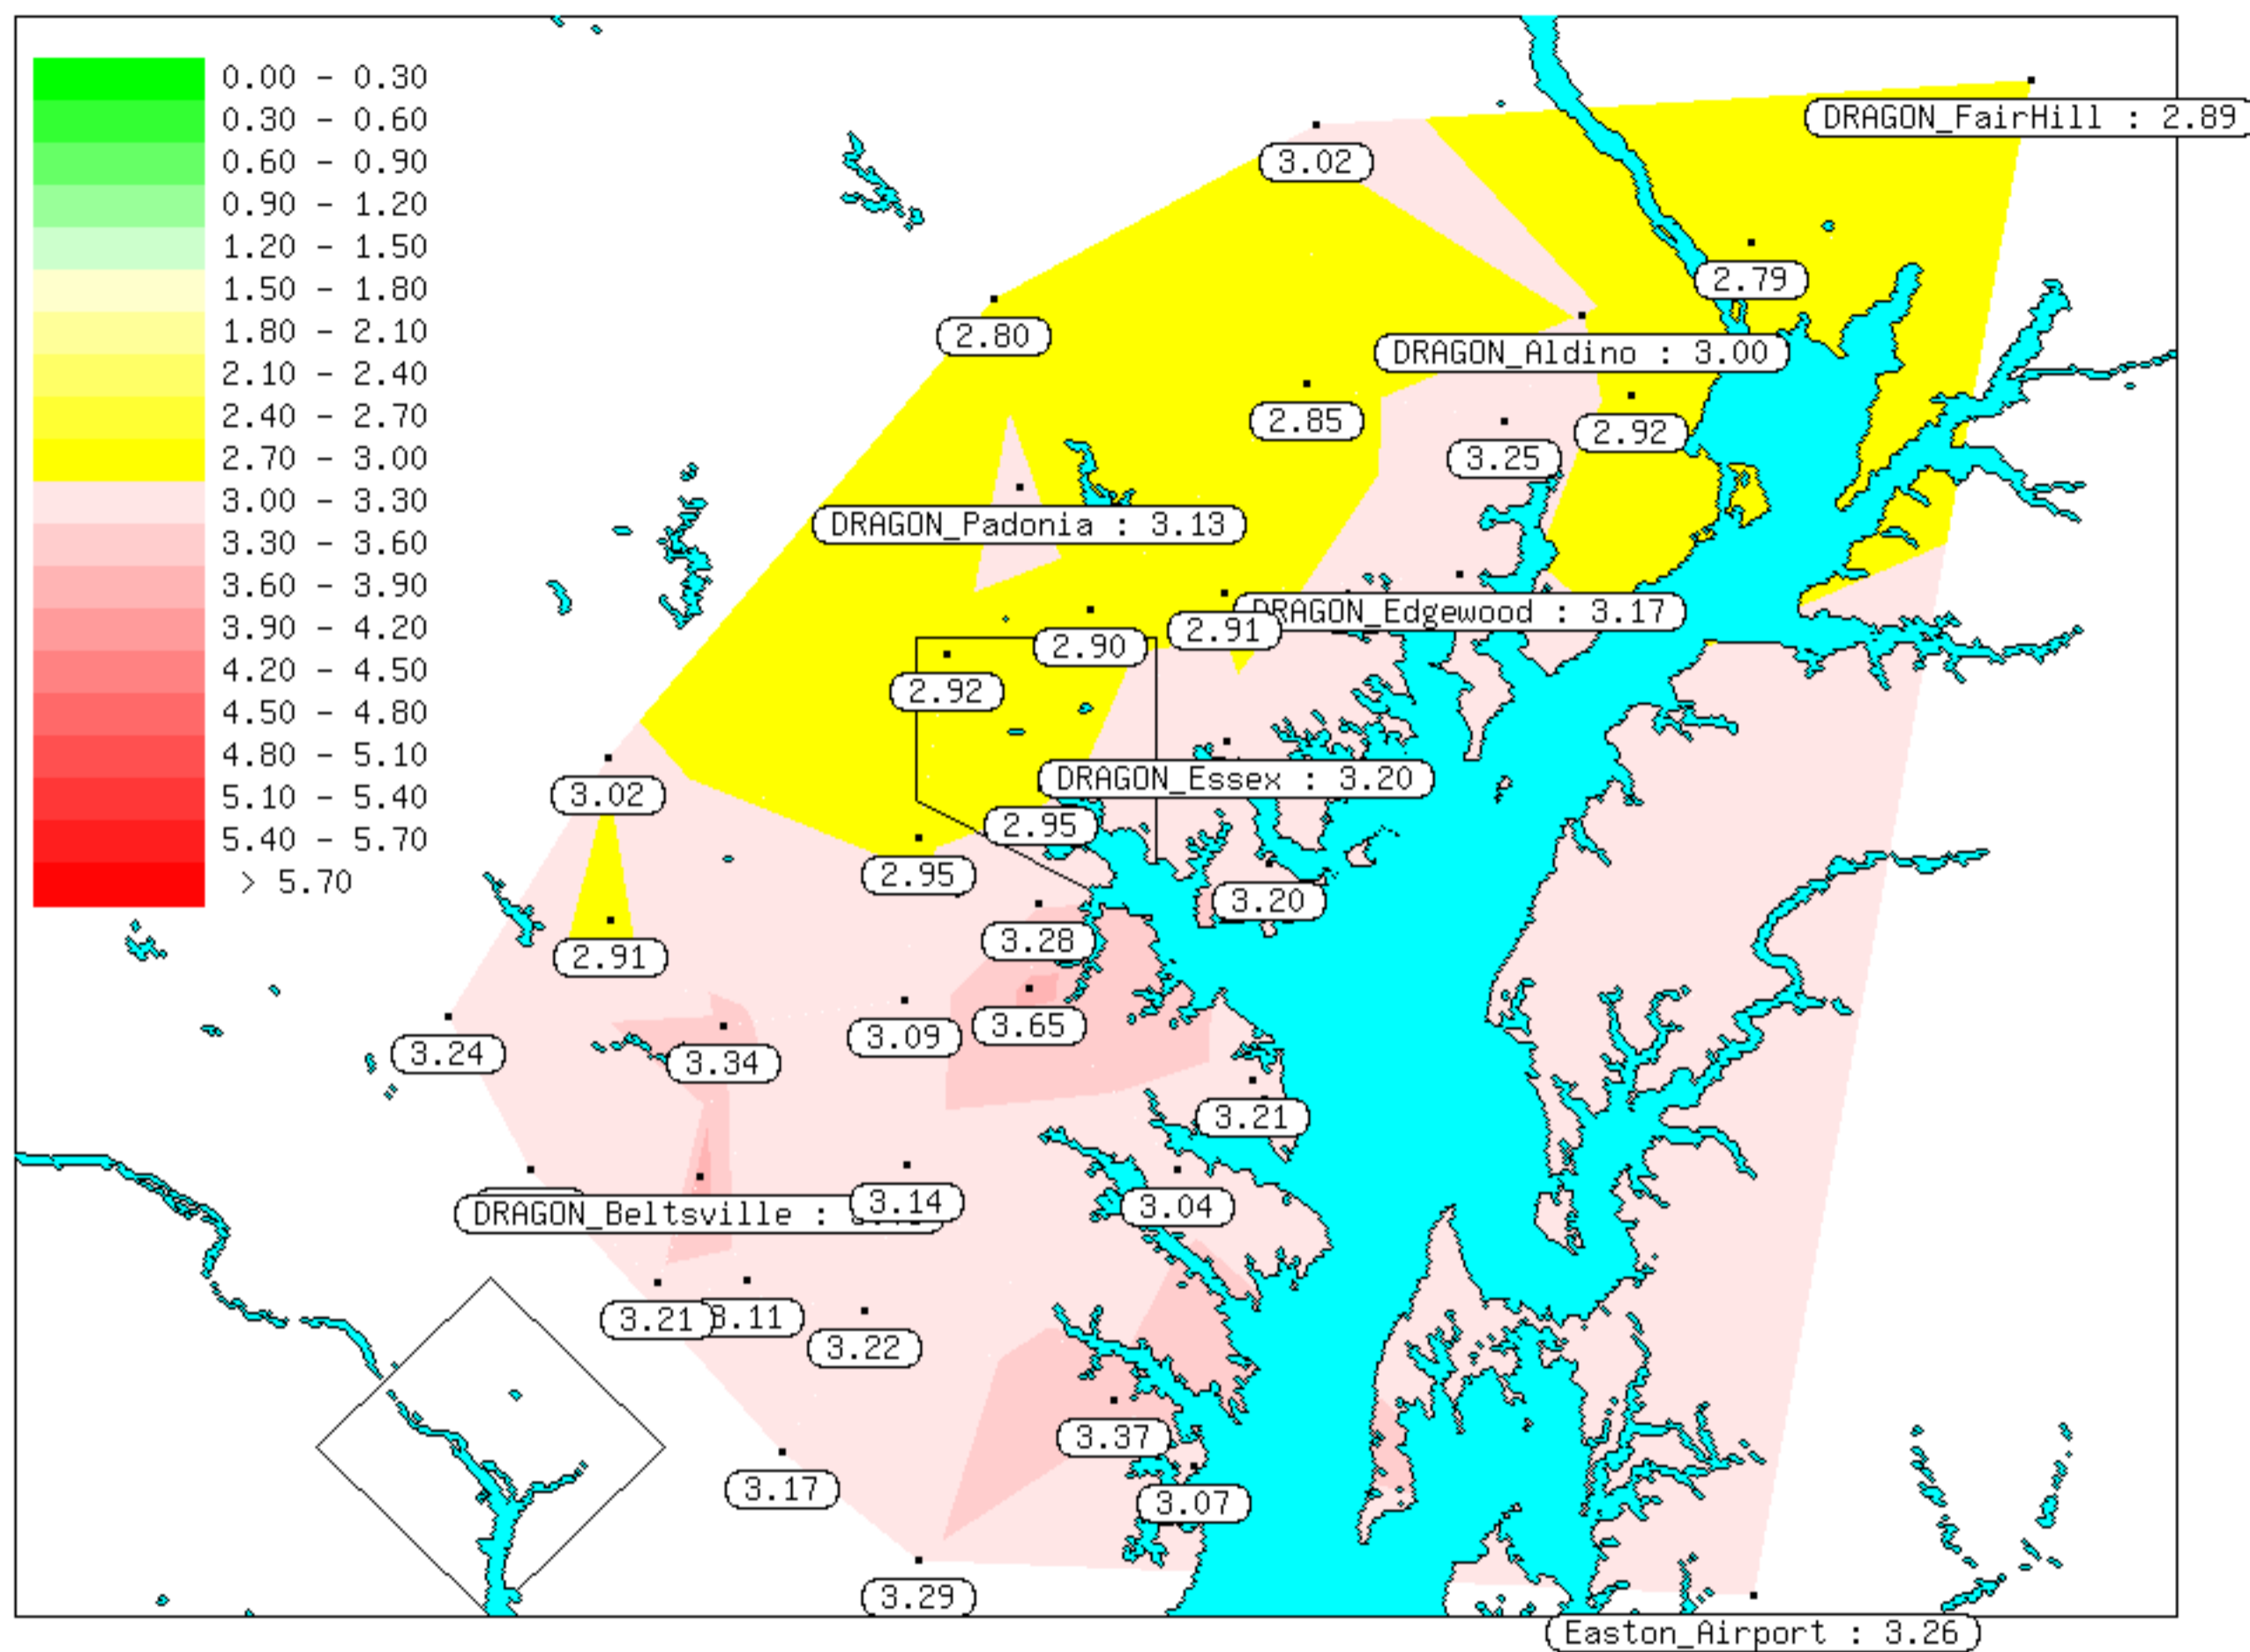 0.00 - 0.30
0.30 - 0.60
0.60 - 0.90
0.90 - 1.20
1.20 - 1.50
1.50 - 1.80
1.80 - 2.10
2.10 - 2.40
2.40 - 2.70
2.70 - 3.00
3.00 - 3.30
3.30 - 3.60
3.60 - 3.90
3.90 - 4.20
4.20 - 4.50
4.50 - 4.80
4.80 - 5.10
5.10 - 5.40
5.40 - 5.70
> 5.70
DRAGON_FairHill : 2.89
3.02
2.79
2.80
DRAGON_Aldino : 3.00
2.85
2.92
3.25
DRAGON_Padonia : 3.13
DRAGON_Edgewood : 3.17
2.91
2.90
2.92
DRAGON_Essex : 3.20
3.02
2.95
2.95
3.20
3.28
2.91
3.65
3.09
3.24
3.34
3.21
3.14
3.04
DRAGON_Beltsville :
3.21
3.11
3.22
3.37
3.17
3.07
3.29
Easton_Airport : 3.26